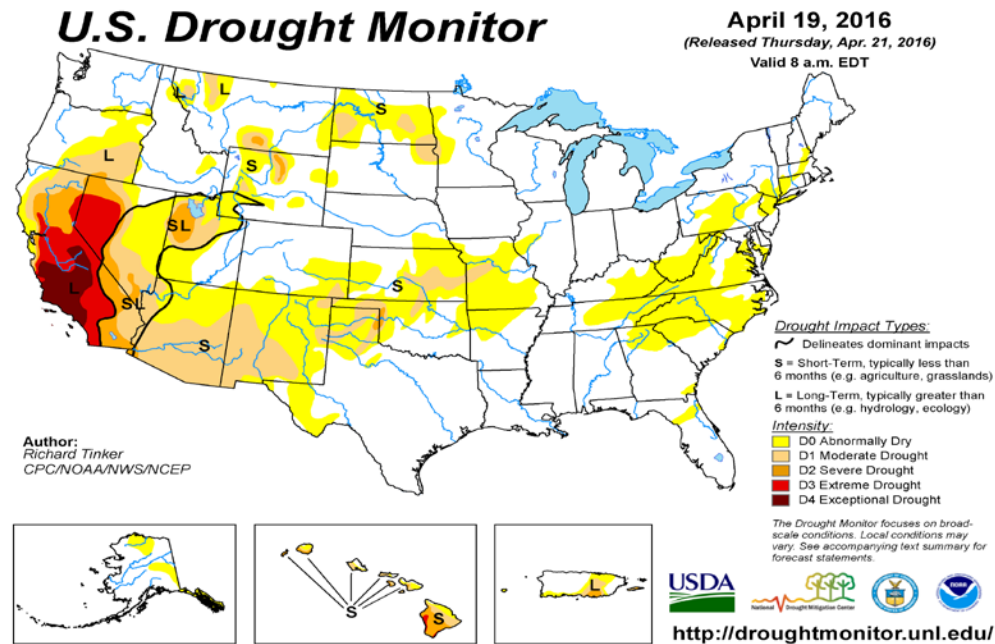 U.S. Drought Monitor
April 19, 2016
(Released Thursday, Apr. 21, 2016)
Valid 8 a.m. EDT
L
L
S
L
S
SL
S
L
SL
S
Drought Impact Types:
Delineates dominant impacts
S = Short-Term, typically less than
6 months (e.g. agriculture, grasslands)
L = Long-Term, typically greater than
6 months (e.g. hydrology, ecology)
Intensity:
D0 Abnormally Dry
D1 Moderate Drought
D2 Severe Drought
D3 Extreme Drought
D4 Exceptional Drought
Author:
Richard Tinker
CPC/NOAA/NWS/NCEP
The Drought Monitor focuses on broad-
scale conditions. Local conditions may
vary. See accompanying text summary for
forecast statements.
S
S
L
USDA
National Drought Mitigation Center
http://droughtmonitor.unl.edu/